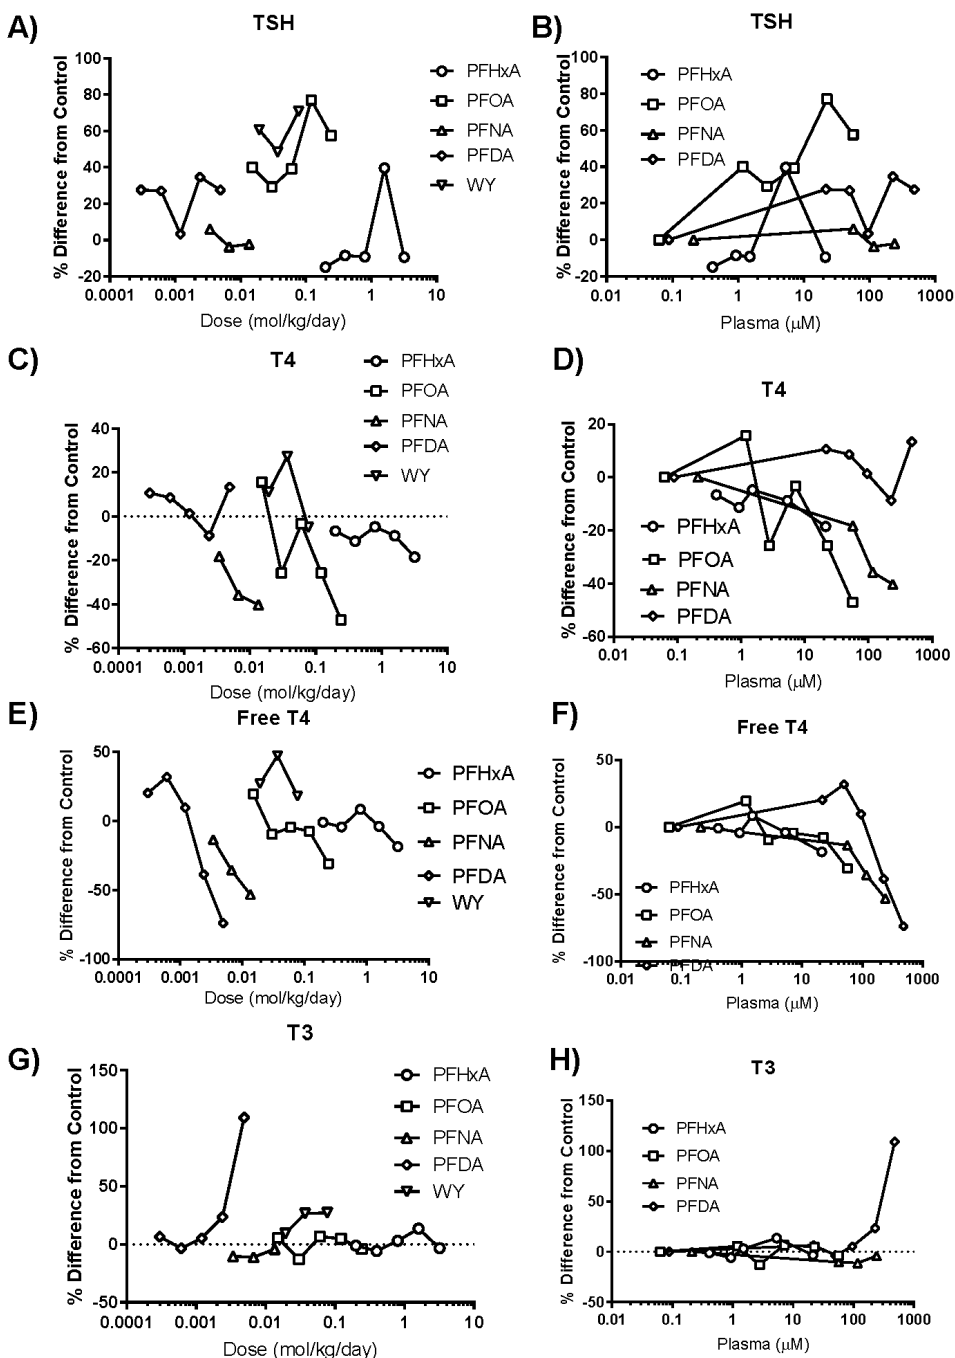 A)
TSH
% Difference from Control
100
80
60
40
20
0
-20
0.0001 0.001 0.01 0.1 1 10
Dose (mol/kg/day)
PFHxA
PFOA
PFNA
PFDA
WY
B)
TSH
% Difference from Control
100
80
60
40
20
0
-20
0.01 0.1 1 10 100 1000
Plasma (μM)
PFHxA
PFOA
PFNA
PFDA
C)
T4
% Difference from Control
40
20
0
-20
-40
-60
0.0001 0.001 0.01 0.1 1 10
Dose (mol/kg/day)
PFHxA
PFOA
PFNA
PFDA
WY
D)
T4
% Difference from Control
20
0
-20
-40
-60
0.01 0.1 1 10 100 1000
Plasma (μM)
PFHxA
PFOA
PFNA
PFDA
E)
Free T4
% Difference from Control
50
0
-50
-100
0.0001 0.001 0.01 0.1 1 10
Dose (mol/kg/day)
PFHxA
PFOA
PFNA
PFDA
WY
F)
Free T4
% Difference from Control
50
0
-50
-100
0.01 0.1 1 10 100 1000
Plasma (μM)
PFHxA
PFOA
PFNA
PFDA
G)
T3
% Difference from Control
150
100
50
0
-50
0.0001 0.001 0.01 0.1 1 10
Dose (mol/kg/day)
PFHxA
PFOA
PFNA
PFDA
WY
H)
T3
% Difference from Control
150
100
50
0
-50
0.01 0.1 1 10 100 1000
Plasma (μM)
PFHxA
PFOA
PFNA
PFDA